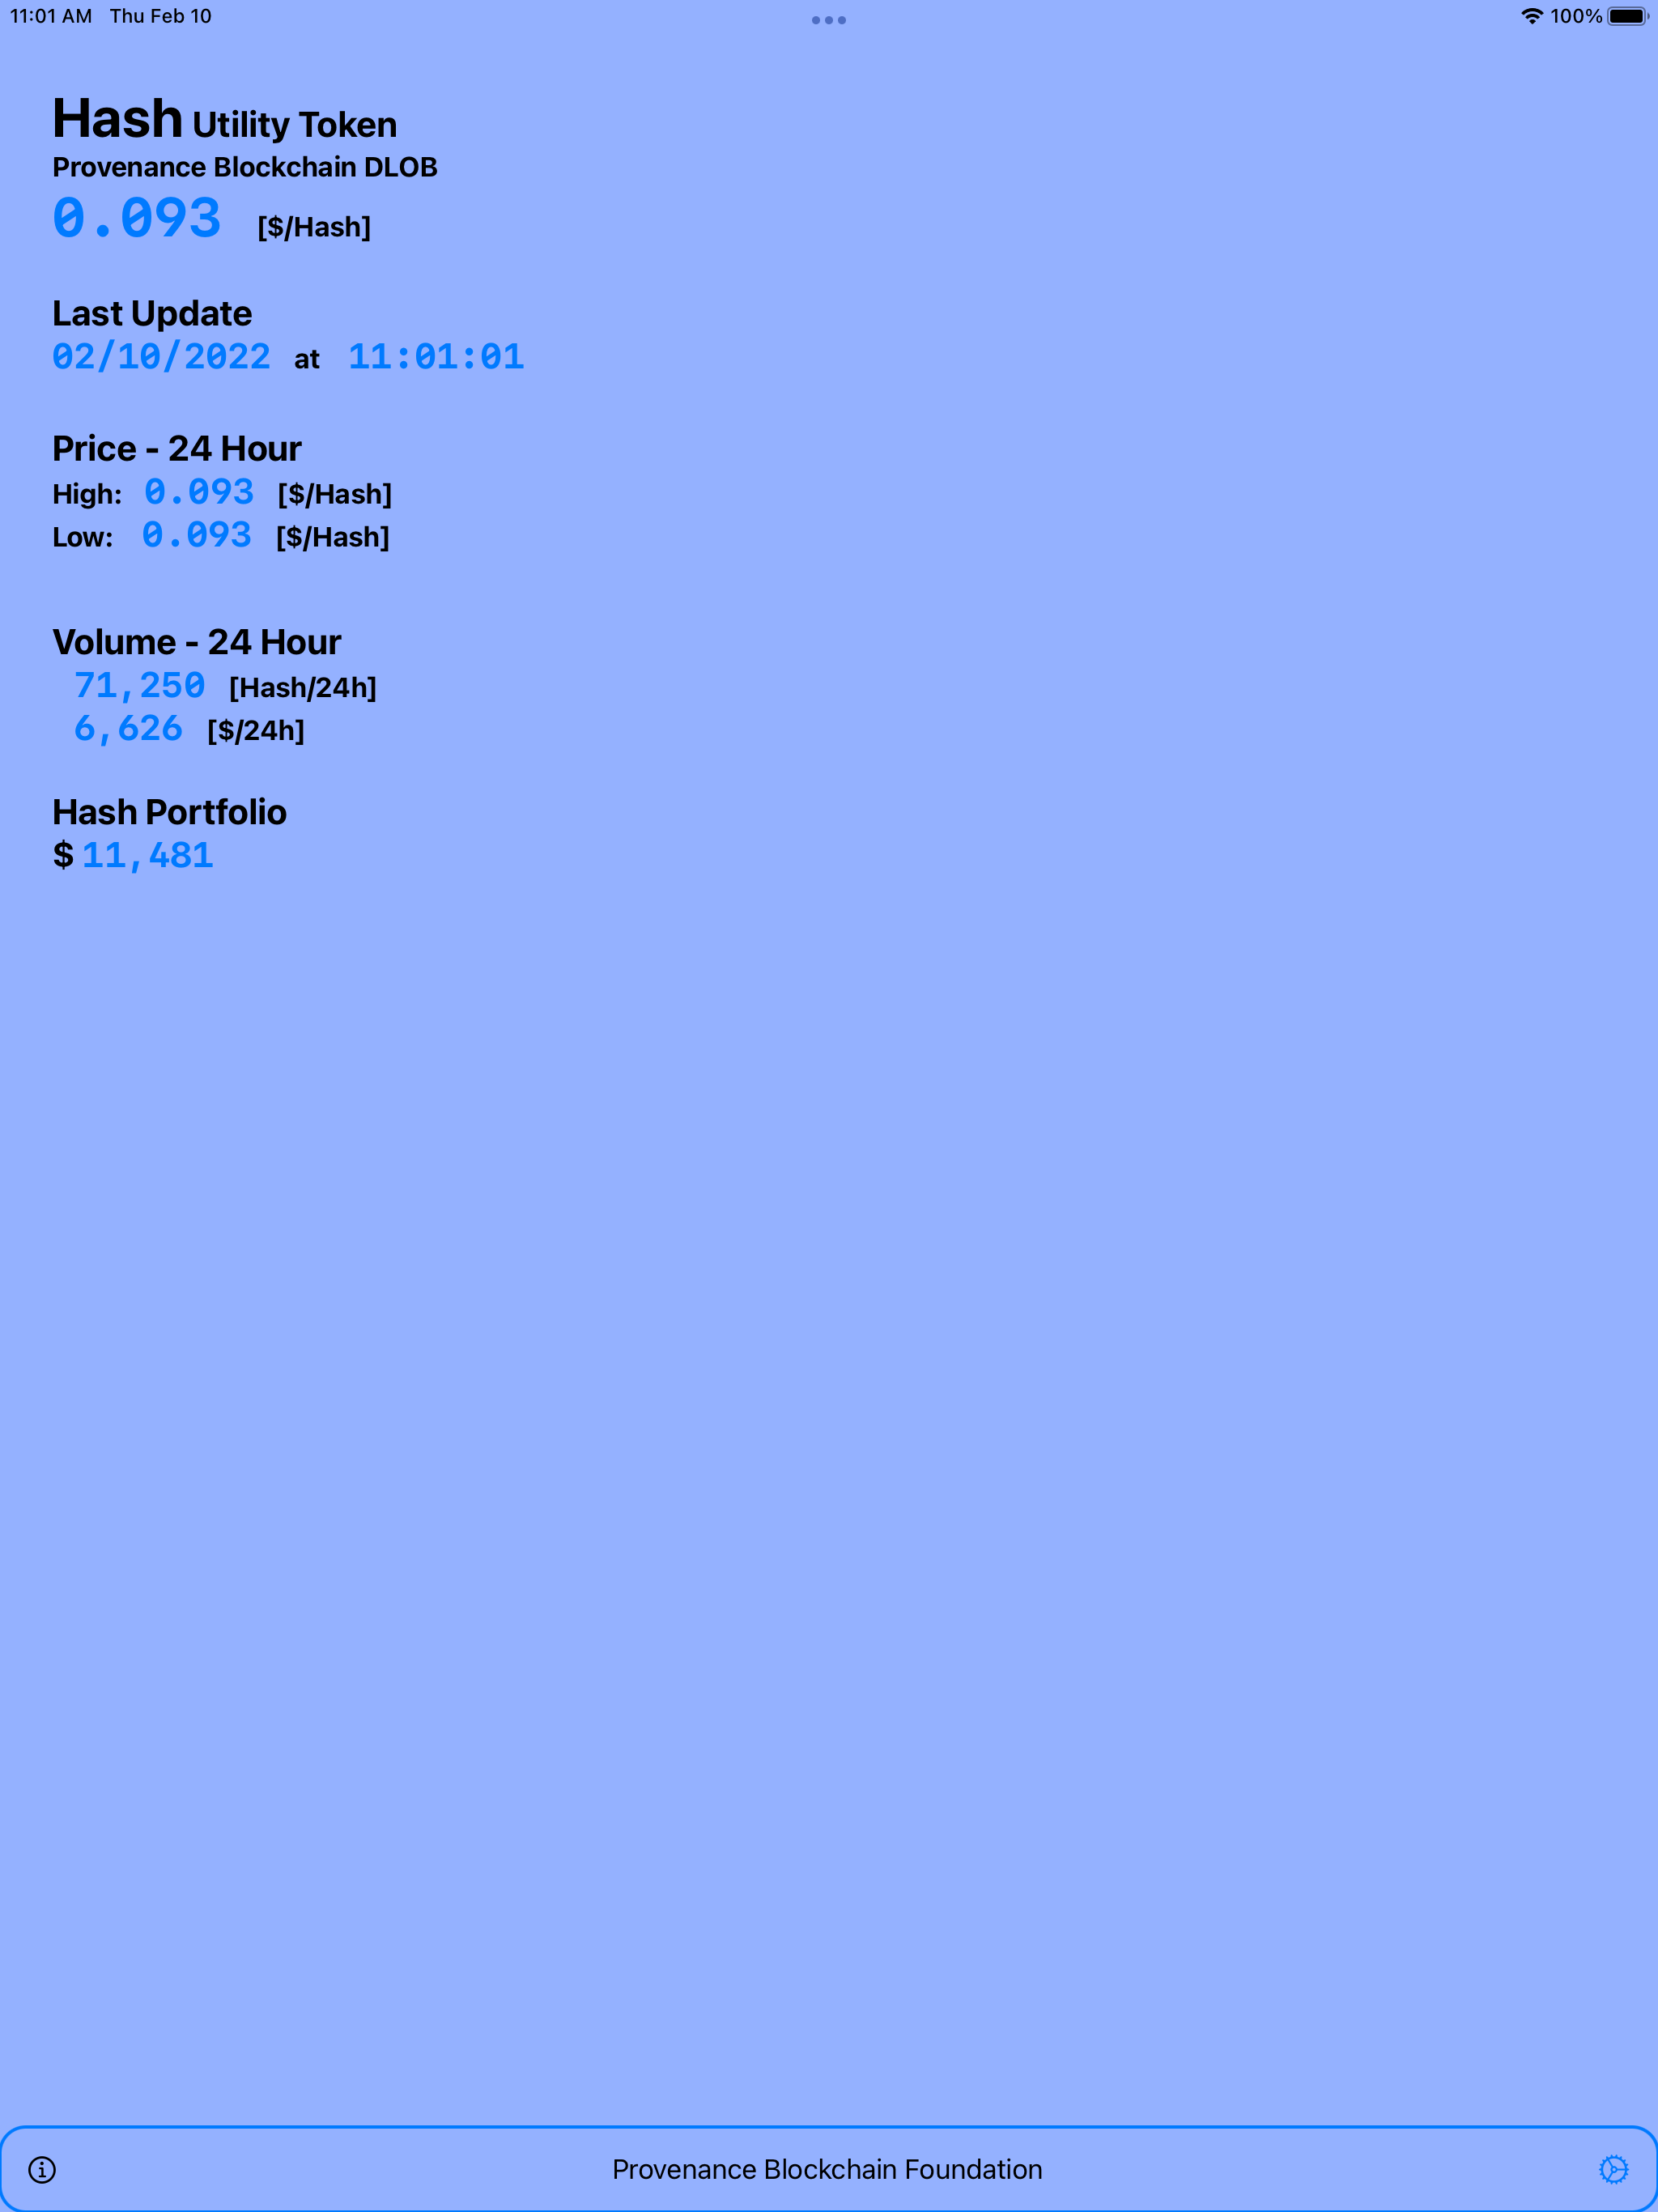 11:01 AM Thu Feb 10 100%
Hash Utility Token
Provenance Blockchain DLOB
0.093 [$/Hash]
Last Update
02/10/2022 at 11:01:01
Price - 24 Hour
High: 0.093 [$/Hash]
Low: 0.093 [$/Hash]
Volume - 24 Hour
71,250 [Hash/24h]
6,626 [$/24h]
Hash Portfolio
$ 11,481
Provenance Blockchain Foundation